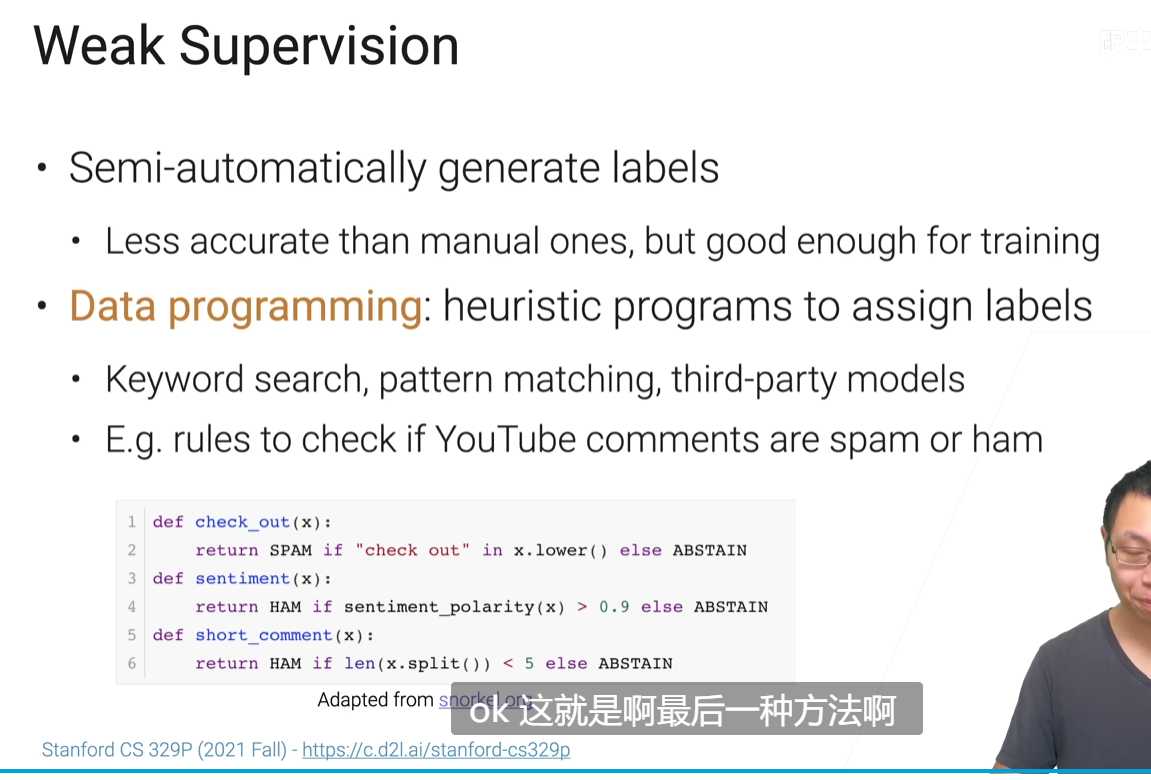 Weak Supervision
• Semi-automatically generate labels
• Less accurate than manual ones, but good enough for training
• Data programming: heuristic programs to assign labels
• Keyword search, pattern matching, third-party models
• E.g. rules to check if YouTube comments are spam or ham
1 def check_out(x):
2 return SPAM if "check out" in x.lower() else ABSTAIN
3 def sentiment(x):
4 return HAM if sentiment_polarity(x) > 0.9 else ABSTAIN
5 def short_comment(x):
6 return HAM if len(x.split()) < 5 else ABSTAIN
Adapted from snorkel.org
ok 这就是啊最后一种方法啊
Stanford CS 329P (2021 Fall) - https://c.d2l.ai/stanford-cs329p